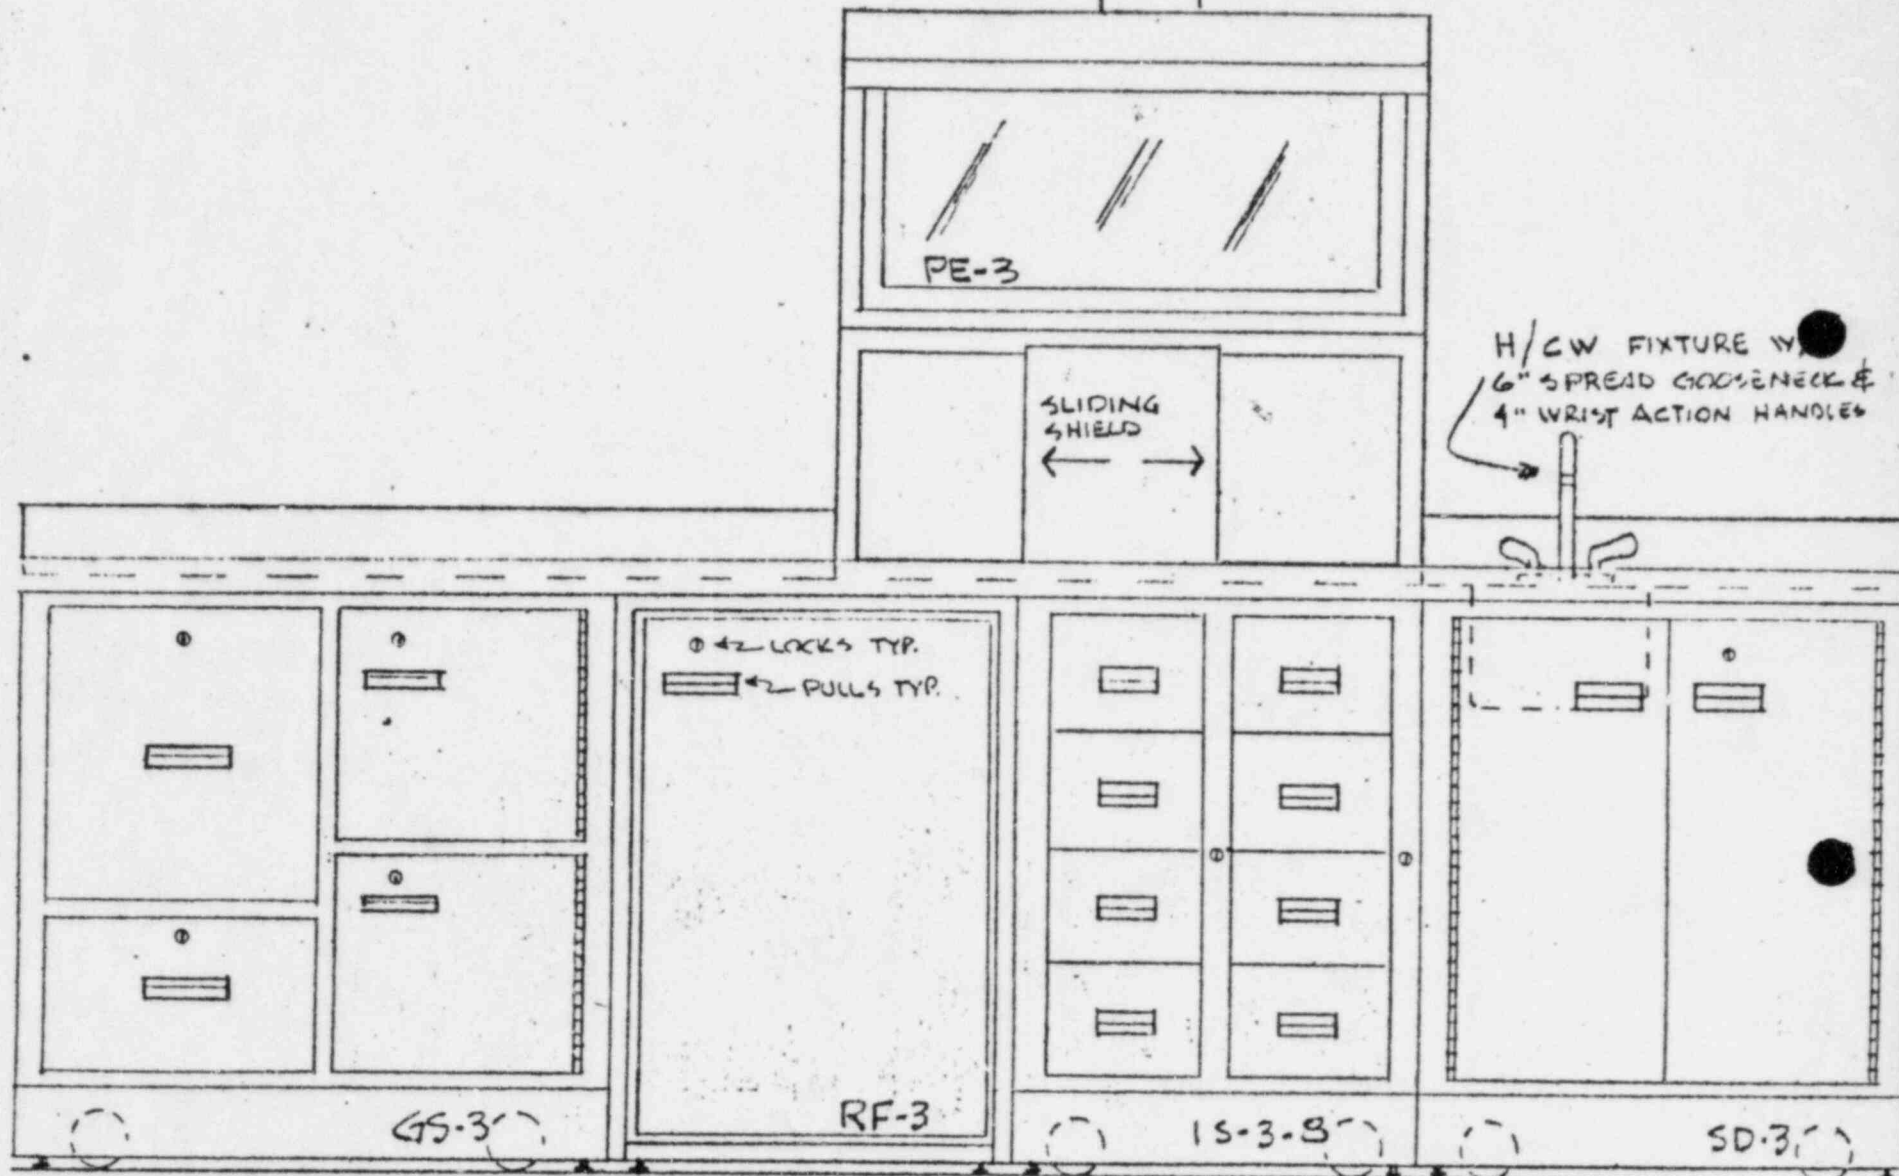 PE-3
H/CW FIXTURE W/
6" SPREAD GOOSENECK &
4" WRIST ACTION HANDLES
SLIDING
SHIELD
LOCKS TYP.
PULLS TYP.
GS-3
RF-3
IS-3-S
SD-3